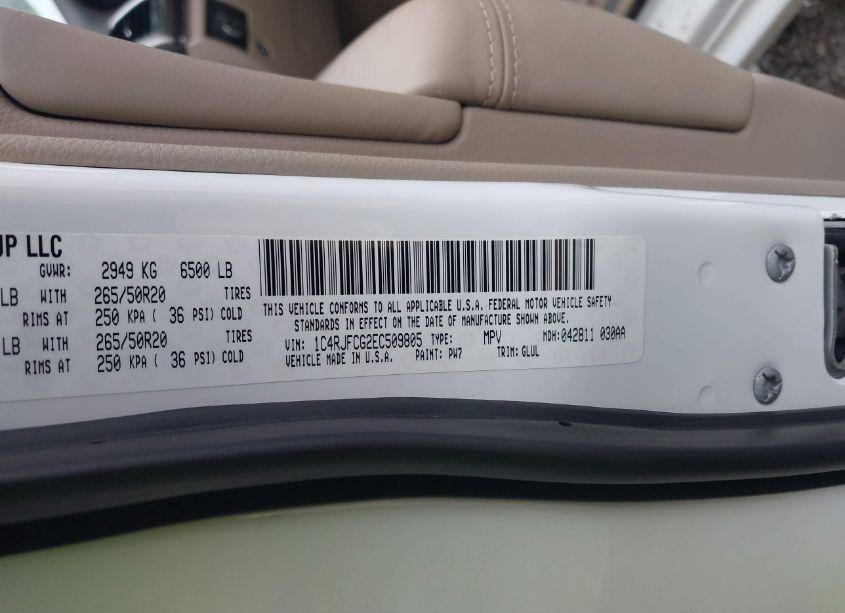 UP LLC
GVWR: 2949 KG 6500 LB
LB WITH 265/50R20 TIRES
RIMS AT 250 KPA ( 36 PSI) COLD
LB WITH 265/50R20 TIRES
RIMS AT 250 KPA ( 36 PSI) COLD
THIS VEHICLE CONFORMS TO ALL APPLICABLE U.S.A. FEDERAL MOTOR VEHICLE SAFETY
STANDARDS IN EFFECT ON THE DATE OF MANUFACTURE SHOWN ABOVE.
VIN: 1C4RJFCG2EC509805 TYPE: MPV MDH:042811 030AA
VEHICLE MADE IN U.S.A. PAINT: PW7 TRIM: GLUL